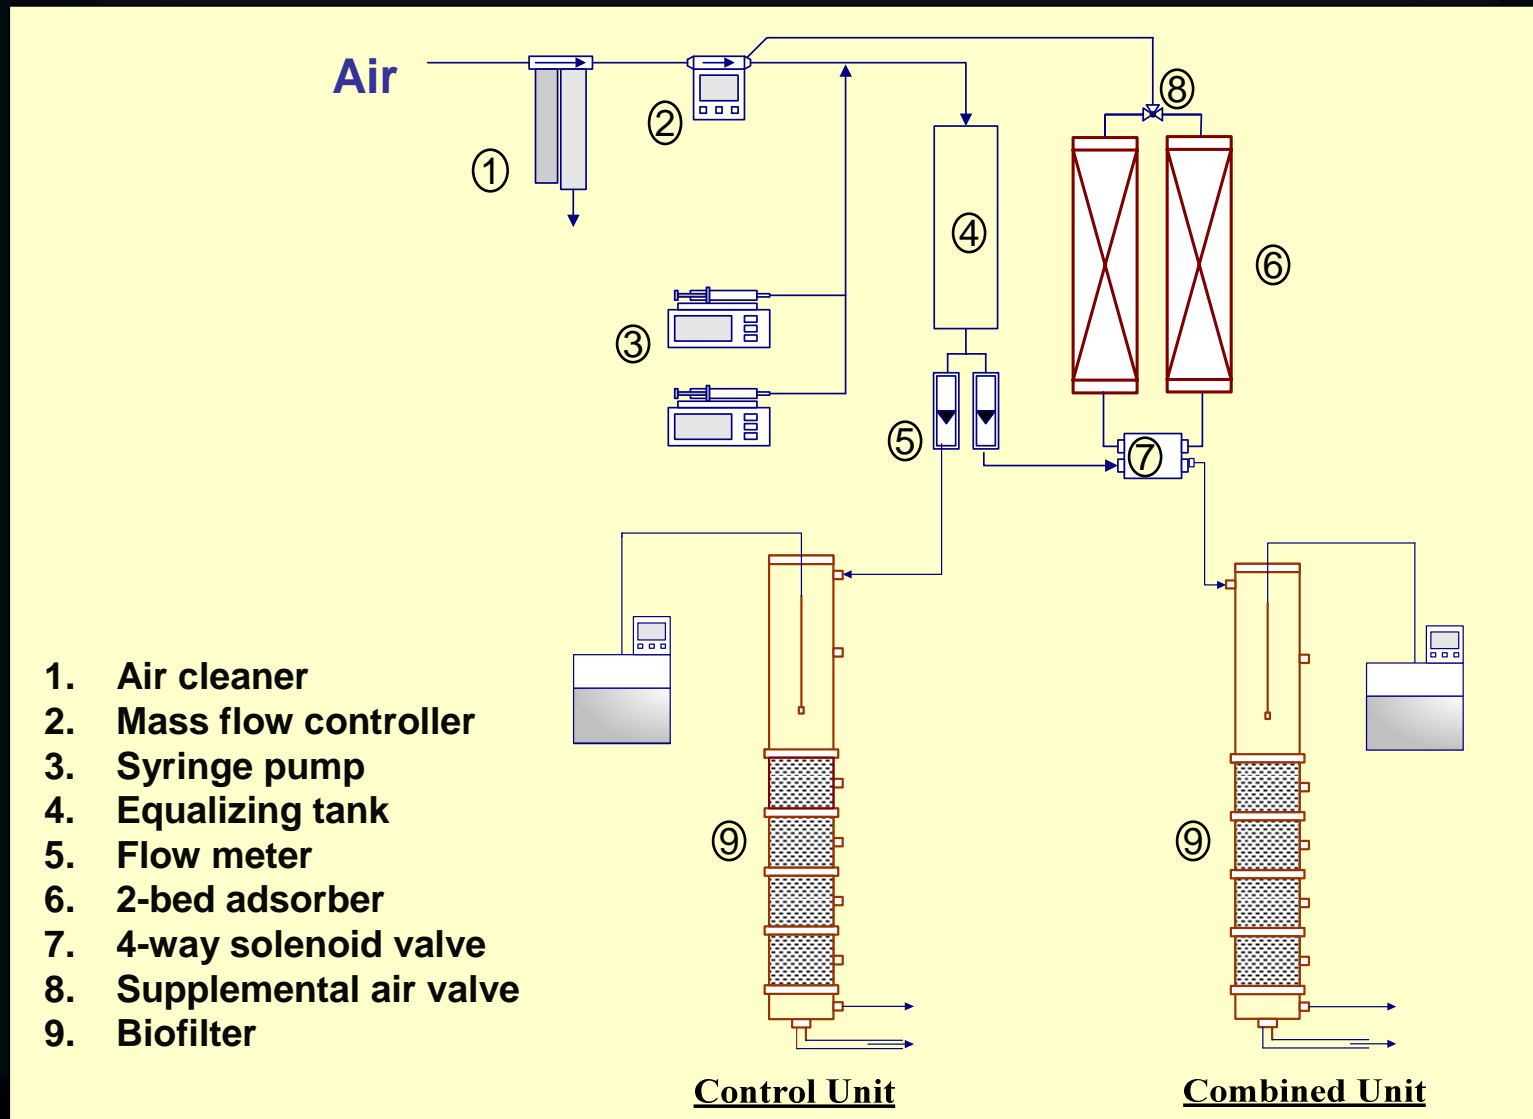 Air
⑧
②
①
④
⑥
③
⑤
⑦
1. Air cleaner
2. Mass flow controller
3. Syringe pump
4. Equalizing tank
5. Flow meter
6. 2-bed adsorber
7. 4-way solenoid valve
8. Supplemental air valve
9. Biofilter
⑨
⑨
Control Unit
Combined Unit